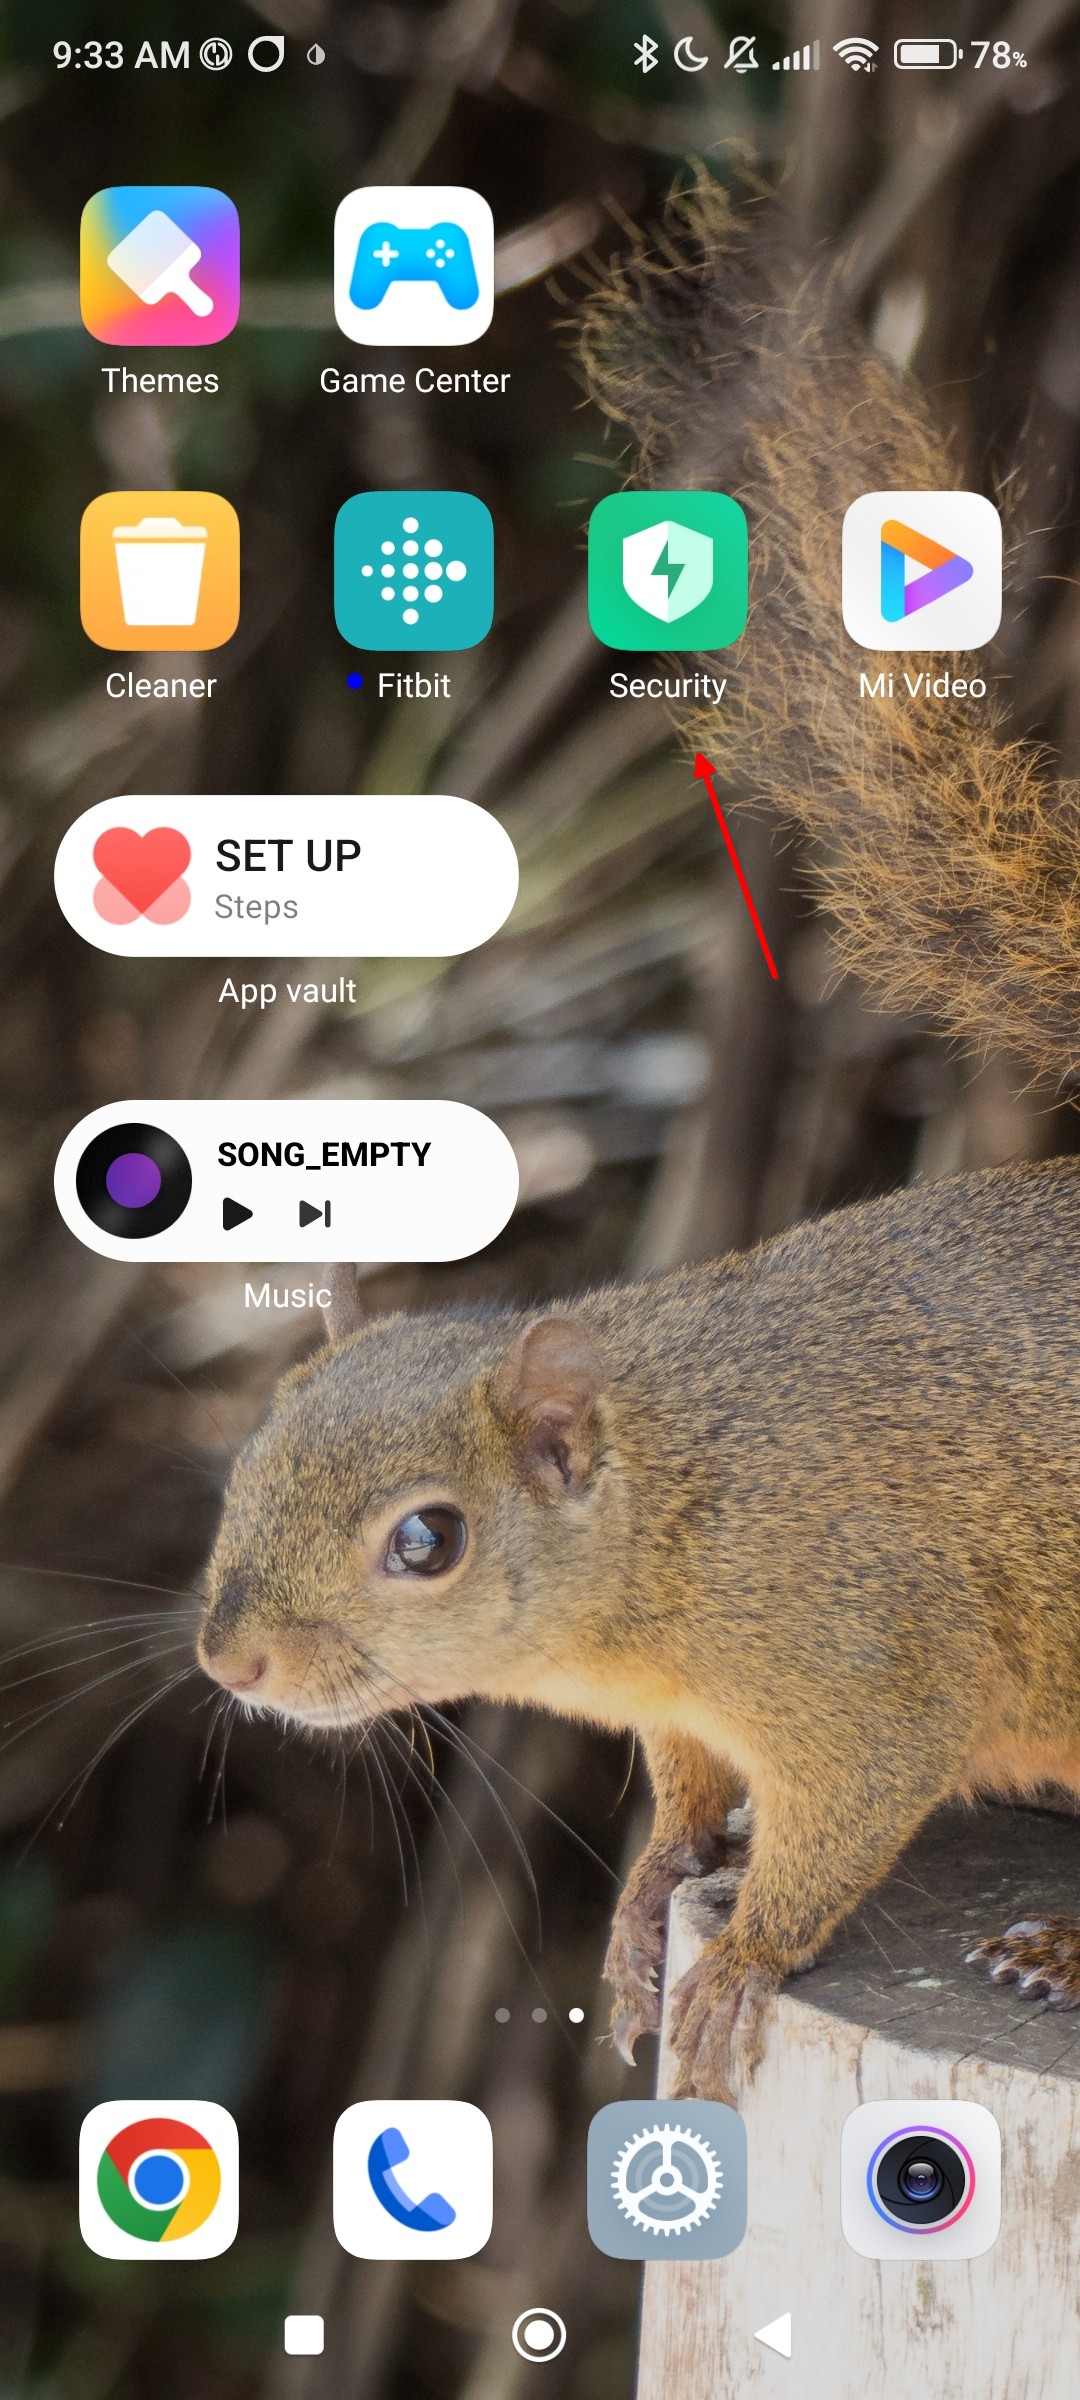 9:33 AM 78%
Themes
Game Center
Cleaner
Fitbit
Security
Mi Video
SET UP
Steps
App vault
SONG_EMPTY
Music